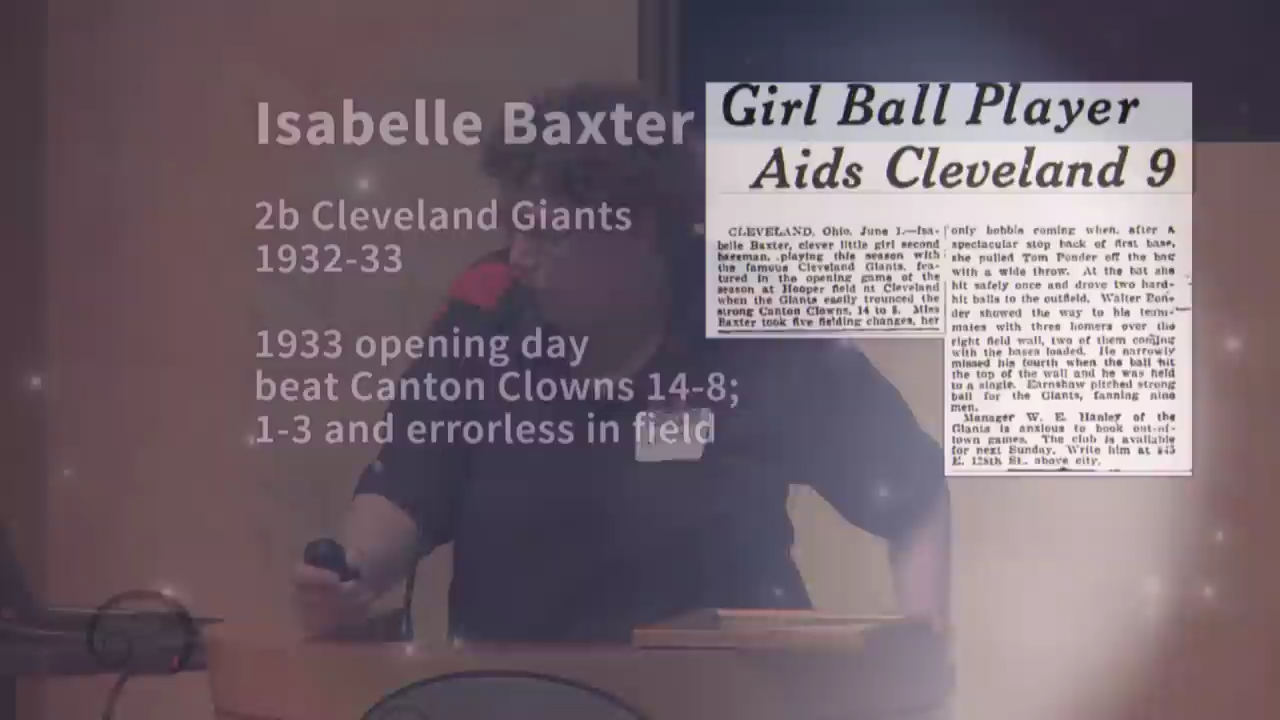 Isabelle Baxter
2b Cleveland Giants
1932-33
1933 opening day
beat Canton Clowns 14-8;
1-3 and errorless in field
Girl Ball Player
Aids Cleveland 9
CLEVELAND, Ohio, June 1.—Isa-
belle Baxter, clever little girl second
baseman, playing this season with
the famous Cleveland Giants, fea-
tured in the opening game of the
season at Hooper field at Cleveland
when the Giants easily trounced the
strong Canton Clowns, 14 to 8. Miss
Baxter took five fielding changes, her
only bobble coming when, after a
spectacular stop back of first base,
she pulled Tom Ponder off the bag
with a wide throw. At the bat she
hit safely once and drove two hard-
hit balls to the outfield. Walter Pon-
der showed the way to his team-
mates with three homers over the
right field wall, two of them coming
with the bases loaded. He narrowly
missed his fourth when the ball hit
the top of the wall and he was held
to a single. Earnshaw pitched strong
ball for the Giants, fanning nine
men.
Manager W. E. Hanley of the
Giants is anxious to book out-of-
town games. The club is available
for next Sunday. Write him at
E. 128th St., above city.